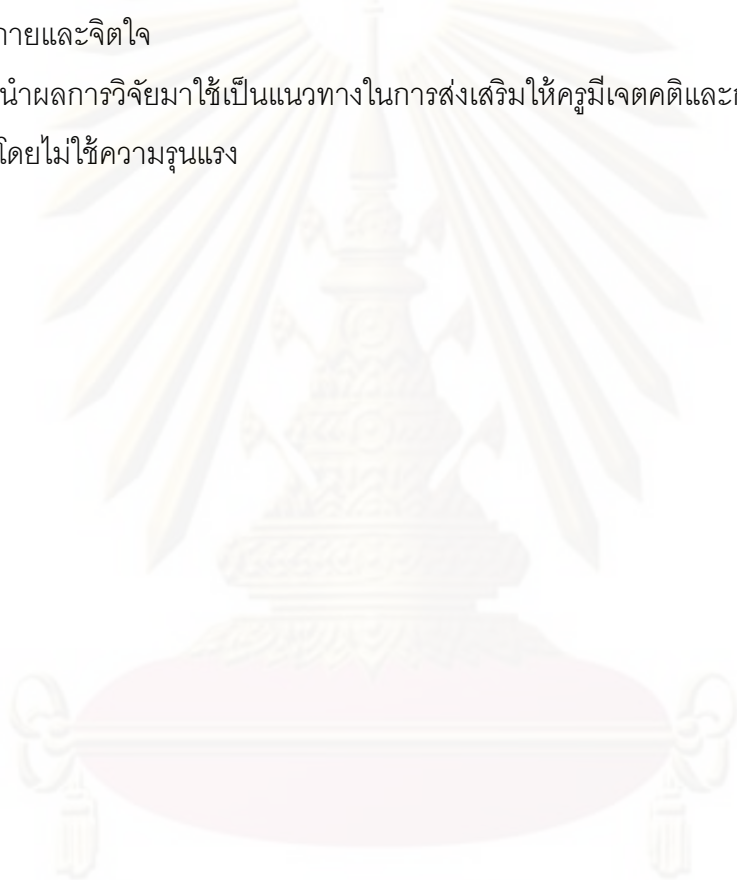 กายและจิตใจ
นำผลการวิจัยมาใช้เป็นแนวทางในการส่งเสริมให้ครูมีเจตคติและ
โดยไม่ใช้ความรุนแรง